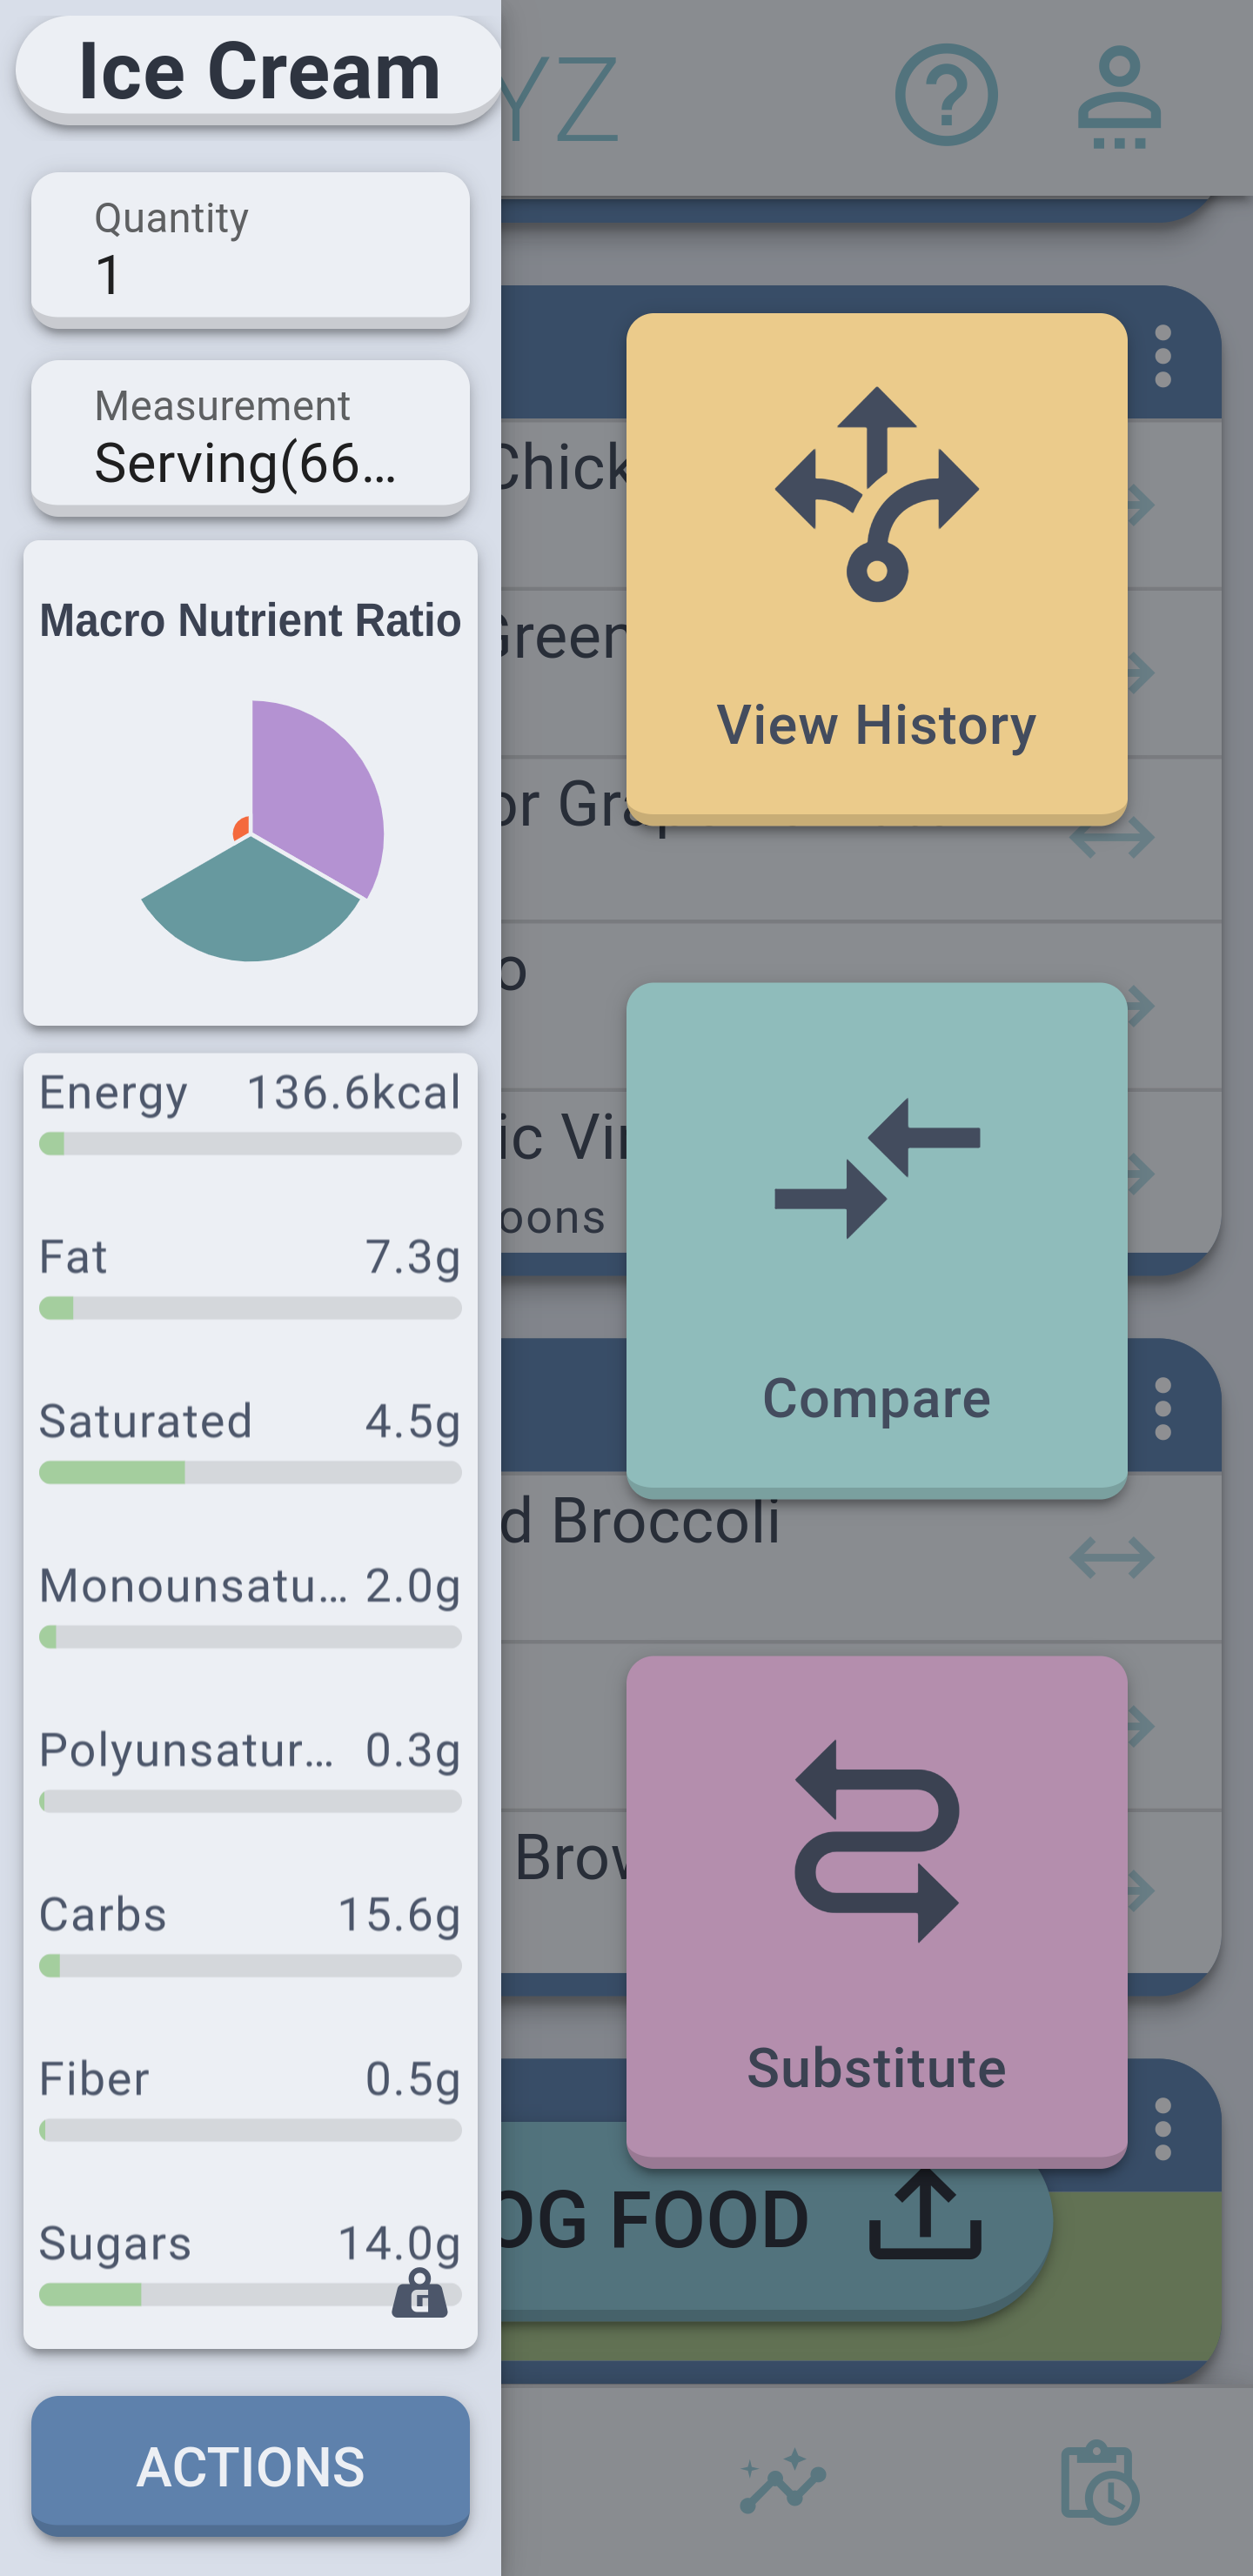 Ice Cream
YZ
Quantity
1
Measurement
Serving(66...
Macro Nutrient Ratio
Energy 136.6kcal
Fat 7.3g
Saturated 4.5g
Monounsatu... 2.0g
Polyunsatur... 0.3g
Carbs 15.6g
Fiber 0.5g
Sugars 14.0g
G
ACTIONS
Chick
Green
or Gra
o
ic Vin
oons
d Broccoli
Brow
OG FOOD
View History
Compare
Substitute